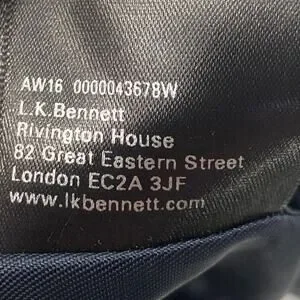 AW16 0000043678W
L.K.Bennett
Rivington House
82 Great Eastern Street
London EC2A 3JF
www.lkbennett.com